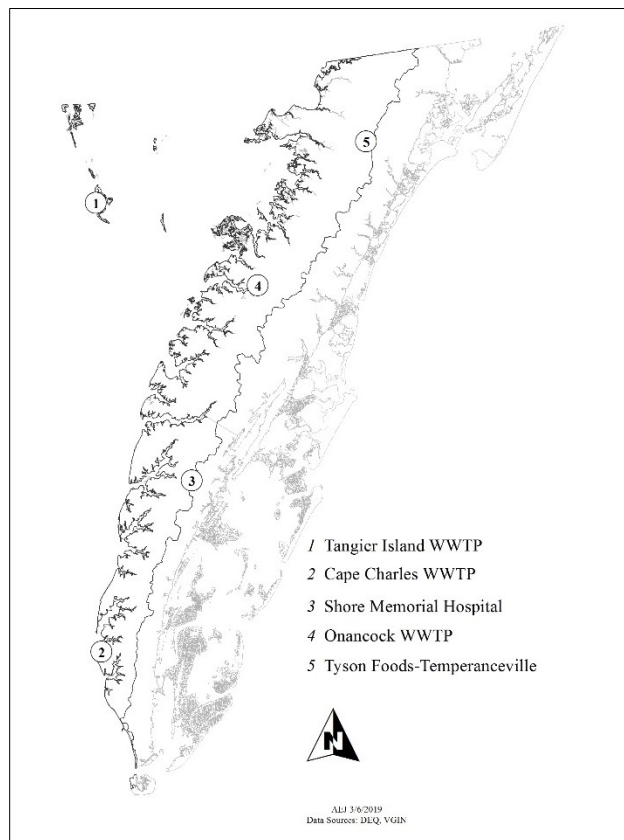 5
1
4
3
2
1 Tangier Island WWTP
2 Cape Charles WWTP
3 Shore Memorial Hospital
4 Onancock WWTP
5 Tyson Foods-Temperanceville
N
AEJ 3/6/2019
Data Sources: DEQ, VGIN